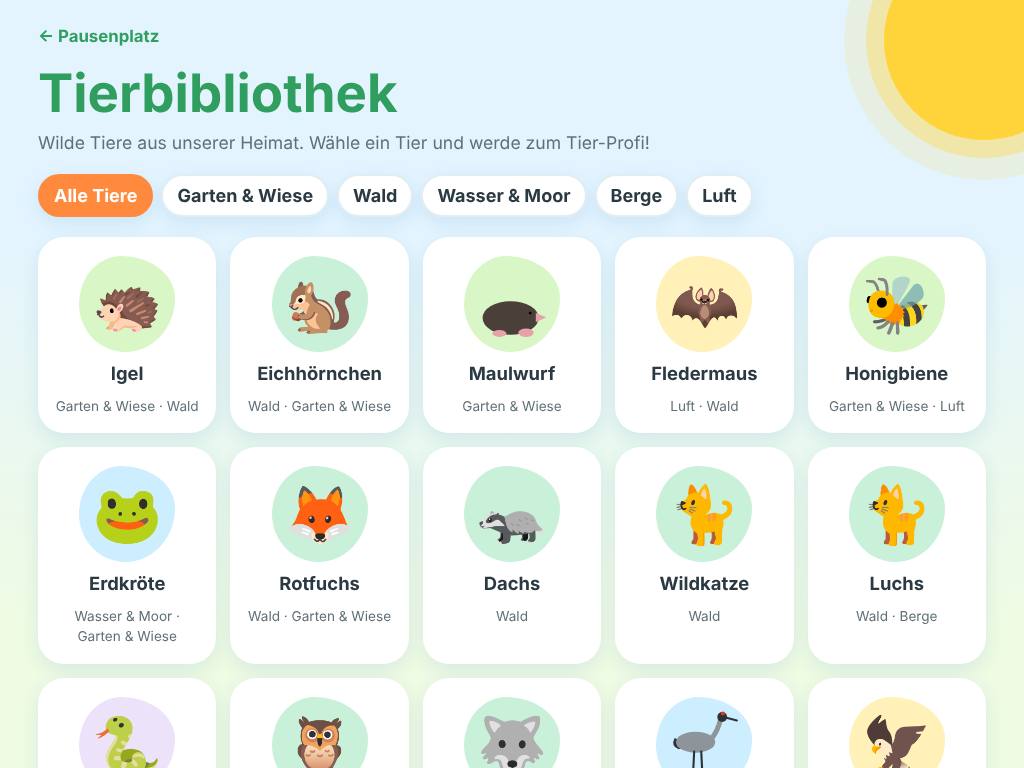 ← Pausenplatz
Tierbibliothek
Wilde Tiere aus unserer Heimat. Wähle ein Tier und werde zum Tier-Profi!
Alle Tiere
Garten & Wiese
Wald
Wasser & Moor
Berge
Luft
Igel
Garten & Wiese · Wald
Eichhörnchen
Wald · Garten & Wiese
Maulwurf
Garten & Wiese
Fledermaus
Luft · Wald
Honigbiene
Garten & Wiese · Luft
Erdkröte
Wasser & Moor ·
Garten & Wiese
Rotfuchs
Wald · Garten & Wiese
Dachs
Wald
Wildkatze
Wald
Luchs
Wald · Berge